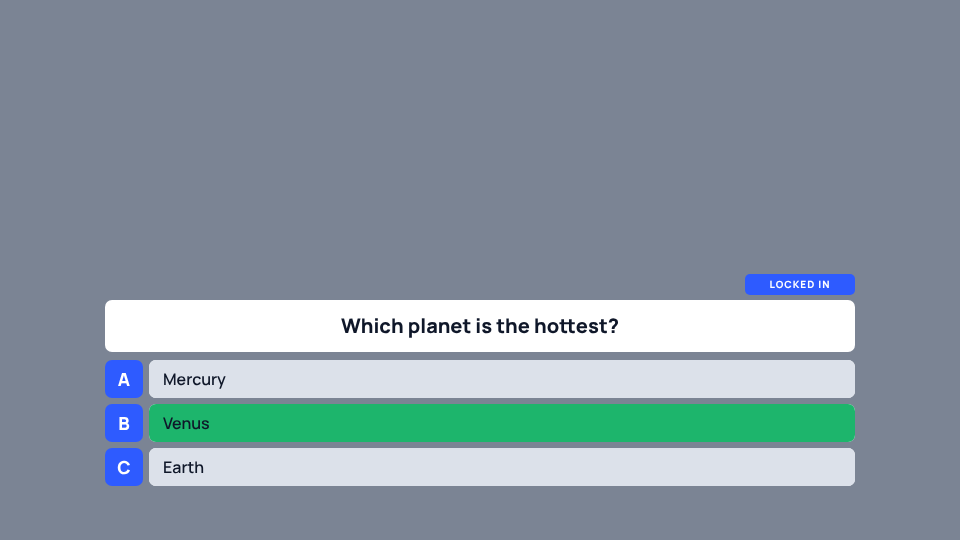 LOCKED IN
Which planet is the hottest?
A Mercury
B Venus
C Earth